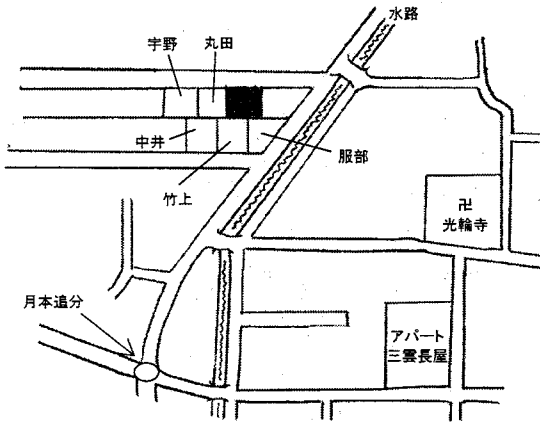 水路
宇野
丸田
中井
竹上
服部
卍
光輪寺
月本追分
アパート
三雲長屋